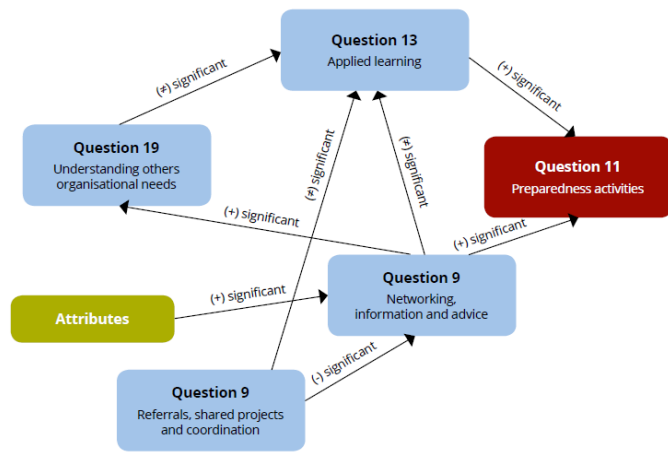 Question 13
Applied learning
(≠) significant
(+) significant
Question 19
Understanding others
organisational needs
(≠) significant
(≠) significant
Question 11
Preparedness activities
(+) significant
(+) significant
Question 9
Networking,
information and advice
(+) significant
Attributes
(-) significant
Question 9
Referrals, shared projects
and coordination